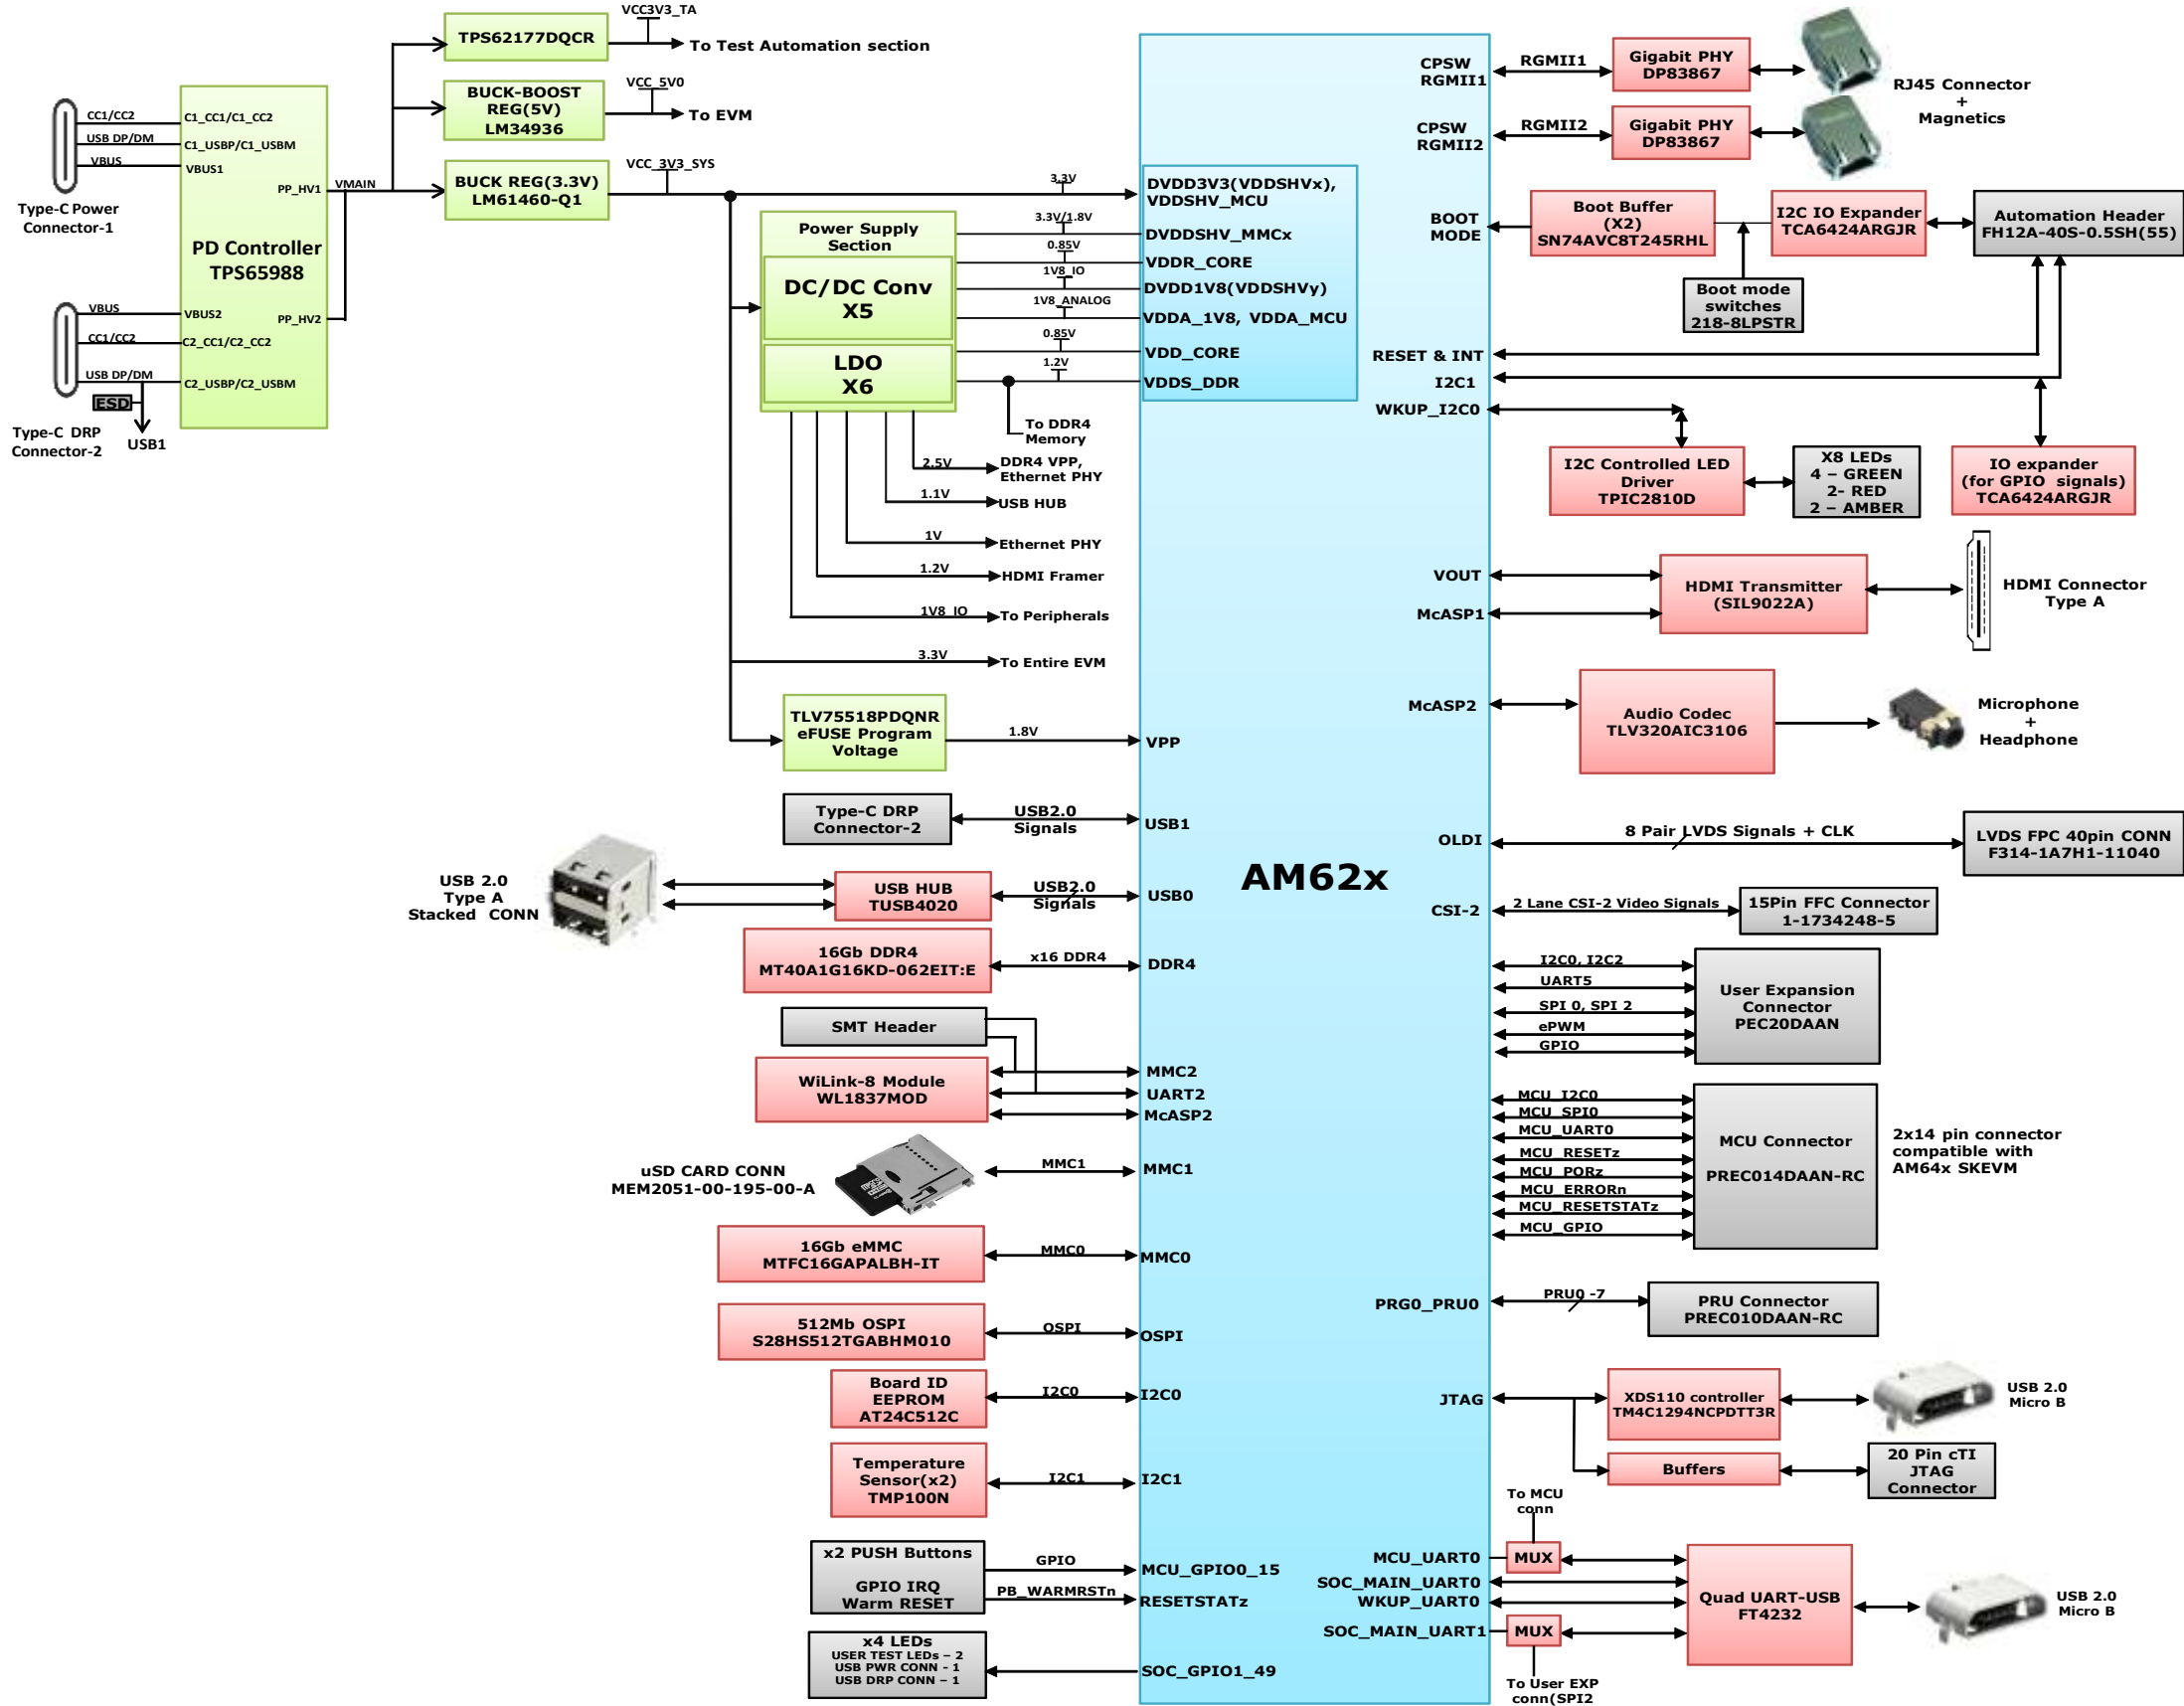 VCC3V3_TA
TPS62177DQCR
To Test Automation section
BUCK-BOOST
REG(5V)
LM34936
VCC_5V0
To EVM
BUCK REG(3.3V)
LM61460-Q1
VCC_3V3_SYS
CC1/CC2
USB DP/DM
VBUS
Type-C Power
Connector-1
C1_CC1/C1_CC2
C1_USBP/C1_USBM
VBUS1
PP_HV1
VMAIN
PD Controller
TPS65988
VBUS2
PP_HV2
C2_CC1/C2_CC2
C2_USBP/C2_USBM
VBUS
CC1/CC2
USB DP/DM
ESD
USB1
Type-C DRP
Connector-2
Power Supply
Section
DC/DC Conv
X5
LDO
X6
3.3V
3.3V/1.8V
0.85V
1V8_IO
1V8_ANALOG
0.85V
1.2V
DVDD3V3(VDDSHVx),
VDDSHV_MCU
DVDDSHV_MMCx
VDDR_CORE
DVDD1V8(VDDSHVy)
VDDA_1V8, VDDA_MCU
VDD_CORE
VDDS_DDR
To DDR4
Memory
2.5V
DDR4 VPP,
Ethernet PHY
1.1V
USB HUB
1V
Ethernet PHY
1.2V
HDMI Framer
1V8_IO
To Peripherals
3.3V
To Entire EVM
TLV75518PDQNR
eFUSE Program
Voltage
1.8V
VPP
Type-C DRP
Connector-2
USB2.0
Signals
USB1
USB 2.0
Type A
Stacked CONN
USB HUB
TUSB4020
USB2.0
Signals
USB0
16Gb DDR4
MT40A1G16KD-062EIT:E
x16 DDR4
DDR4
SMT Header
WiLink-8 Module
WL1837MOD
MMC2
UART2
McASP2
uSD CARD CONN
MEM2051-00-195-00-A
MMC1
MMC1
16Gb eMMC
MTFC16GAPALBH-IT
MMC0
MMC0
512Mb OSPI
S28HS512TGABHM010
OSPI
OSPI
Board ID
EEPROM
AT24C512C
I2C0
I2C0
Temperature
Sensor(x2)
TMP100N
I2C1
I2C1
x2 PUSH Buttons
GPIO IRQ
Warm RESET
GPIO
PB_WARMRSTn
MCU_GPIO0_15
RESETSTATz
x4 LEDs
USER TEST LEDs – 2
USB PWR CONN - 1
USB DRP CONN – 1
SOC_GPIO1_49
AM62x
CPSW
RGMII1
RGMII1
Gigabit PHY
DP83867
CPSW
RGMII2
RGMII2
Gigabit PHY
DP83867
RJ45 Connector
+
Magnetics
BOOT
MODE
Boot Buffer
(X2)
SN74AVC8T245RHL
I2C IO Expander
TCA6424ARGJR
Automation Header
FH12A-40S-0.5SH(55)
Boot mode
switches
218-8LPSTR
RESET & INT
I2C1
WKUP_I2C0
I2C Controlled LED
Driver
TPIC2810D
X8 LEDs
4 – GREEN
2- RED
2 – AMBER
IO expander
(for GPIO signals)
TCA6424ARGJR
VOUT
McASP1
HDMI Transmitter
(SIL9022A)
HDMI Connector
Type A
McASP2
Audio Codec
TLV320AIC3106
Microphone
+
Headphone
OLDI
8 Pair LVDS Signals + CLK
LVDS FPC 40pin CONN
F314-1A7H1-11040
CSI-2
2 Lane CSI-2 Video Signals
15Pin FFC Connector
1-1734248-5
I2C0, I2C2
UART5
SPI 0, SPI 2
ePWM
GPIO
User Expansion
Connector
PEC20DAAN
MCU_I2C0
MCU_SPI0
MCU_UART0
MCU_RESETz
MCU_PORz
MCU_ERRORn
MCU_RESETSTATz
MCU_GPIO
MCU Connector
PREC014DAAN-RC
2x14 pin connector
compatible with
AM64x SKEVM
PRG0_PRU0
PRU0 -7
PRU Connector
PREC010DAAN-RC
JTAG
XDS110 controller
TM4C1294NCPDTT3R
USB 2.0
Micro B
Buffers
20 Pin cTI
JTAG
Connector
To MCU
conn
MCU_UART0
MUX
SOC_MAIN_UART0
WKUP_UART0
SOC_MAIN_UART1
MUX
Quad UART-USB
FT4232
USB 2.0
Micro B
To User EXP
conn(SPI2